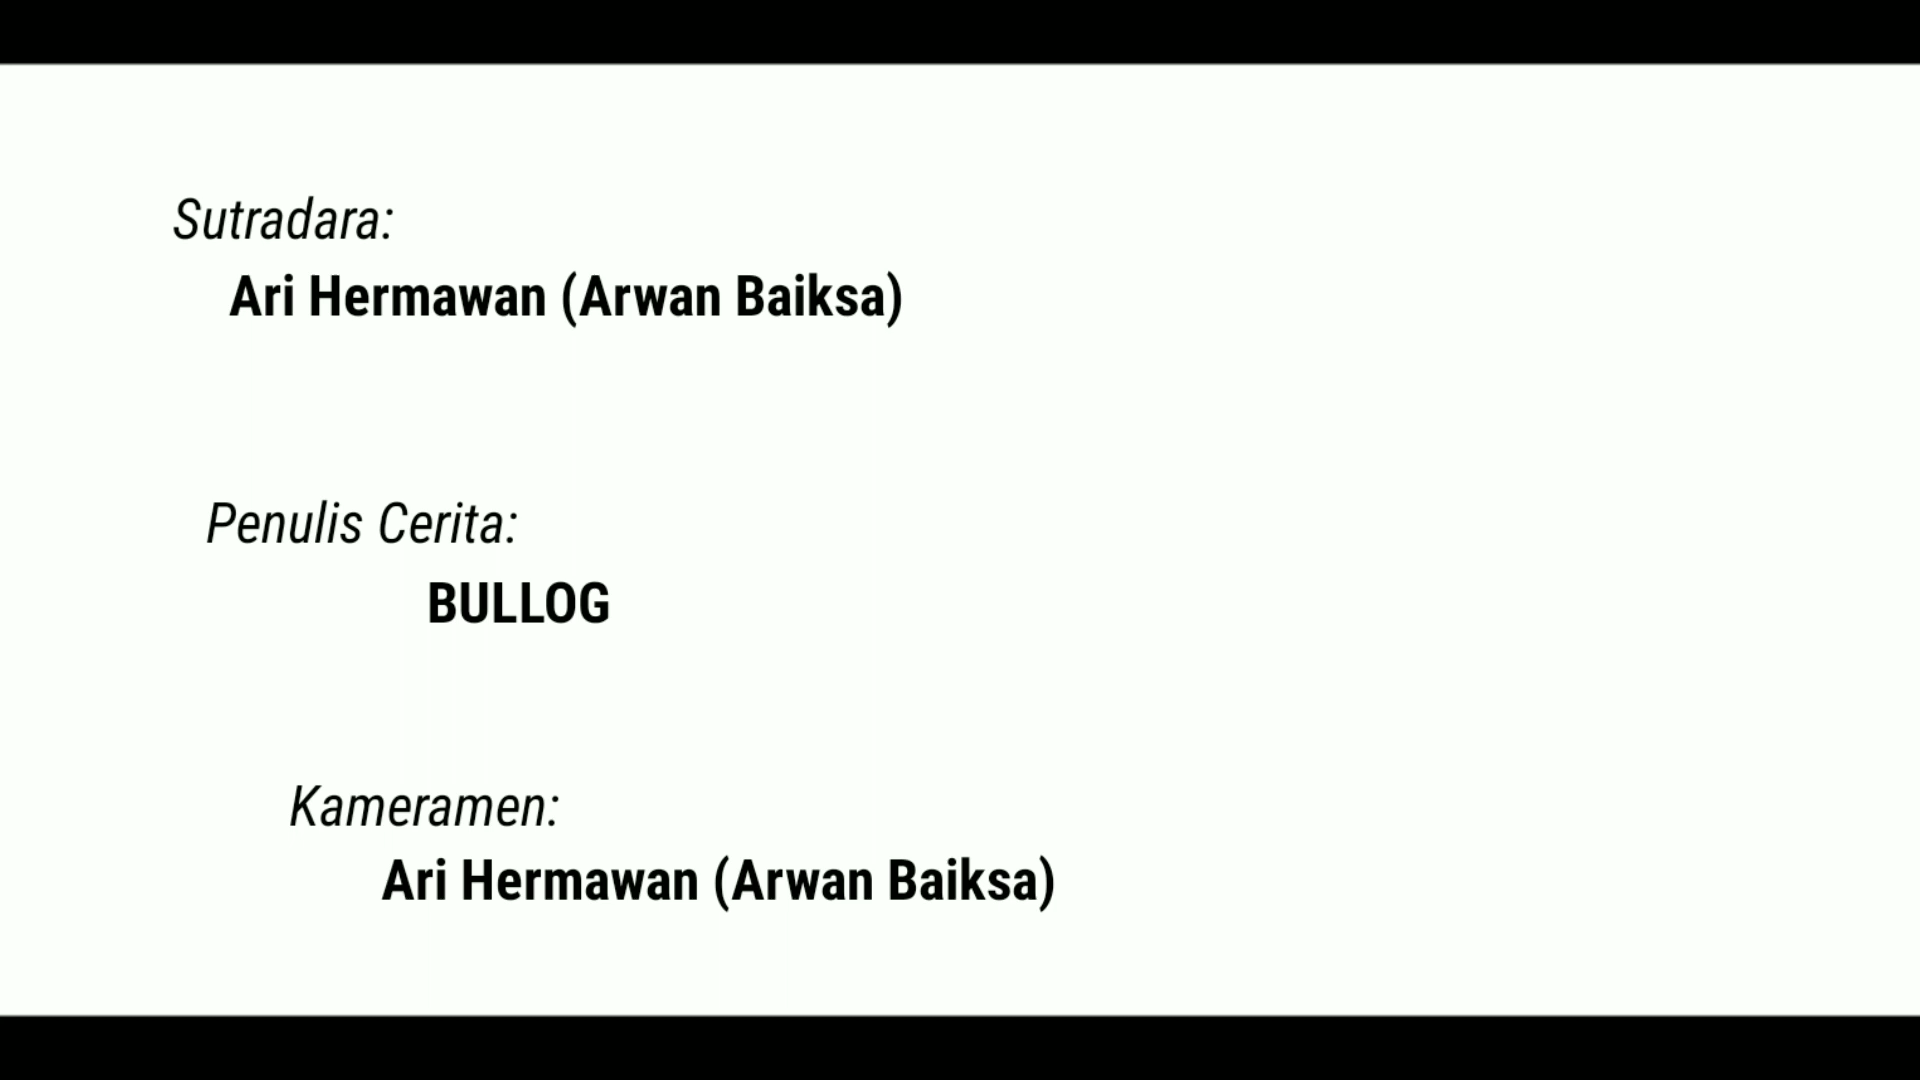 Sutradara:
Ari Hermawan (Arwan Baiksa)
Penulis Cerita:
BULLOG
Kameramen:
Ari Hermawan (Arwan Baiksa)